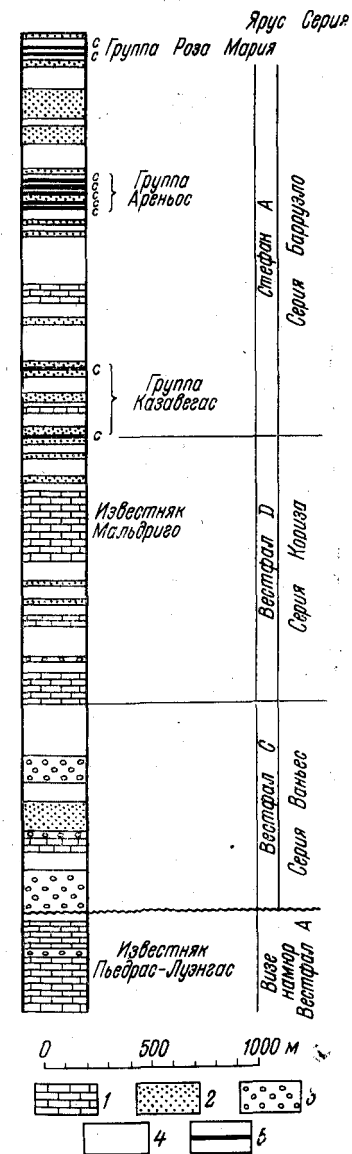 Ярус Серия
с
с Группа Роза Мария
с
с
с
с
с
Группа
Ареньос
Стефан А
Серия Барруэло
с
Группа
Казавегас
с
Известняк
Мальдриго
Вестфал D
Серия Кориза
Вестфал С
Серия Ваньес
Известняк
Пьедрас-Луэнгас
Визе
намюр
Вестфал А
0 500 1000 м
1 2 3
4 5